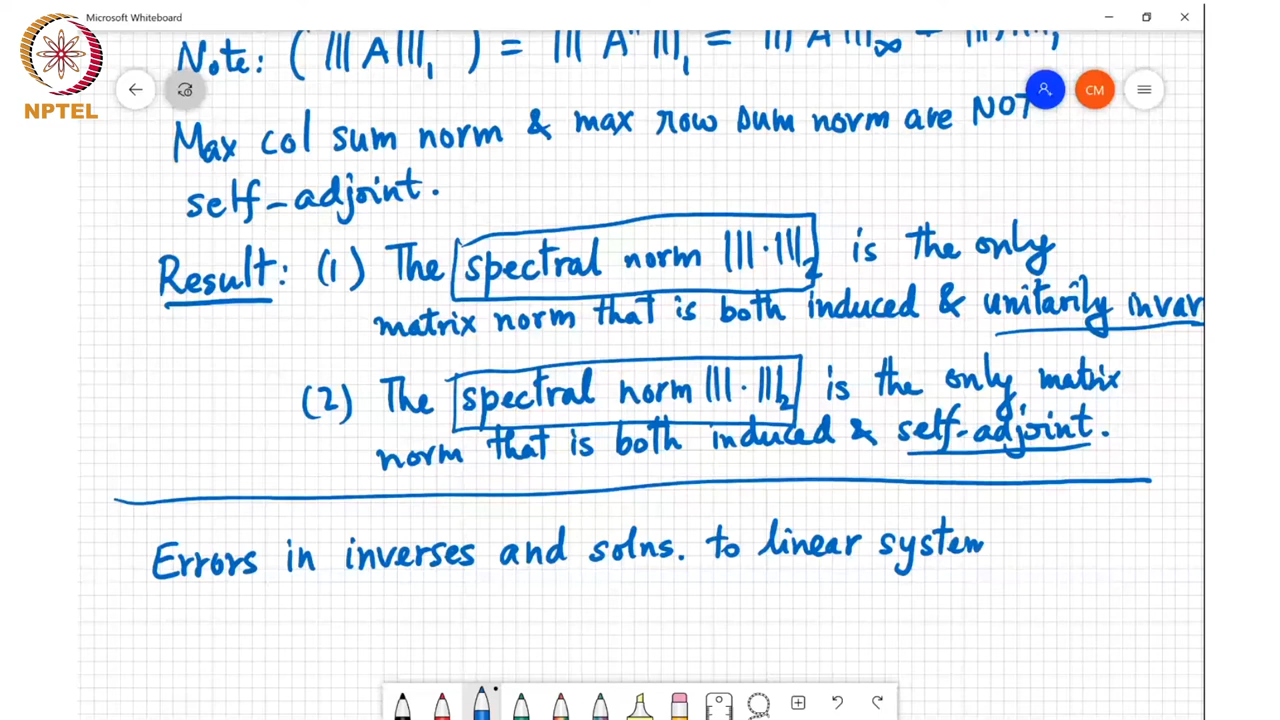 Microsoft Whiteboard
NPTEL
CM
Note: ( ||| A |||₁ ) = ||| A ||| ₁ = ||| A |||∞
Max col sum norm & max row sum norm are NOT
self-adjoint.
Result: (1) The spectral norm |||·|||₂ is the only
matrix norm that is both induced & unitarily invar
(2) The spectral norm |||·|||₂ is the only matrix
norm that is both induced & self-adjoint.
Errors in inverses and solns. to linear system